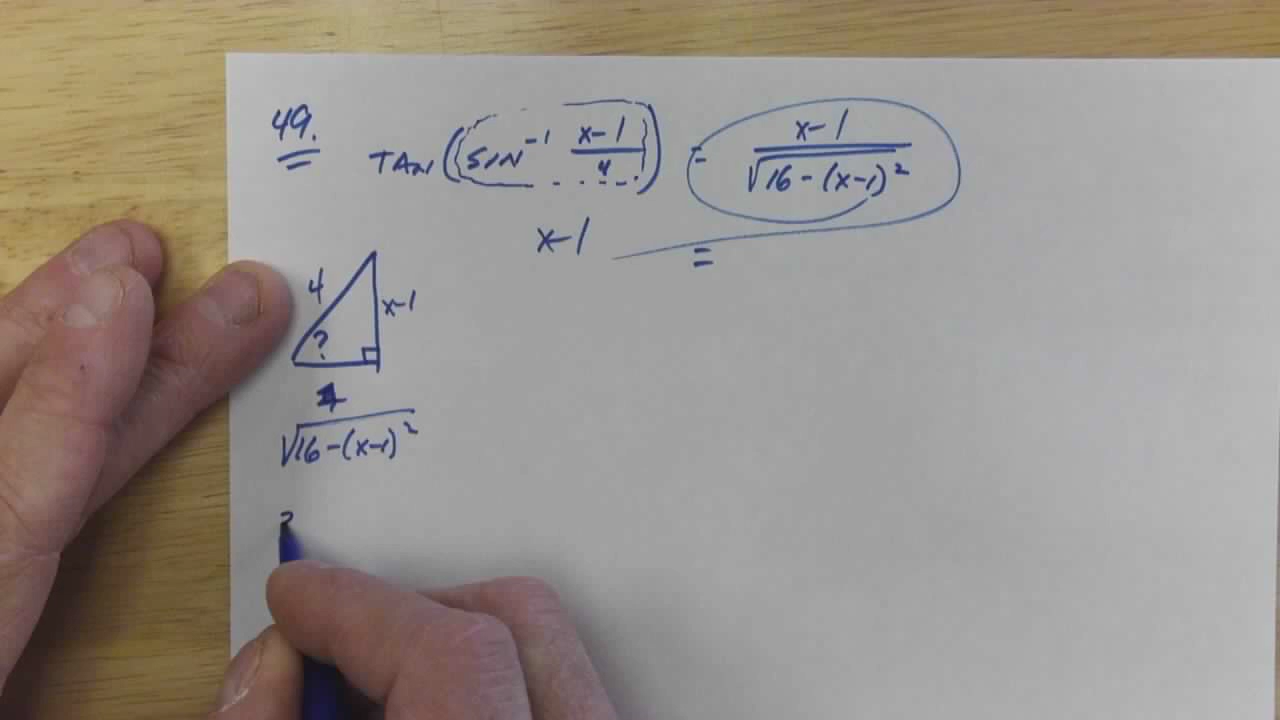 49. TAN(SIN⁻¹ (x-1)/4) = (x-1)/√(16-(x-1)²)
x-1 =
4
x-1
?
√(16-(x-1)²)